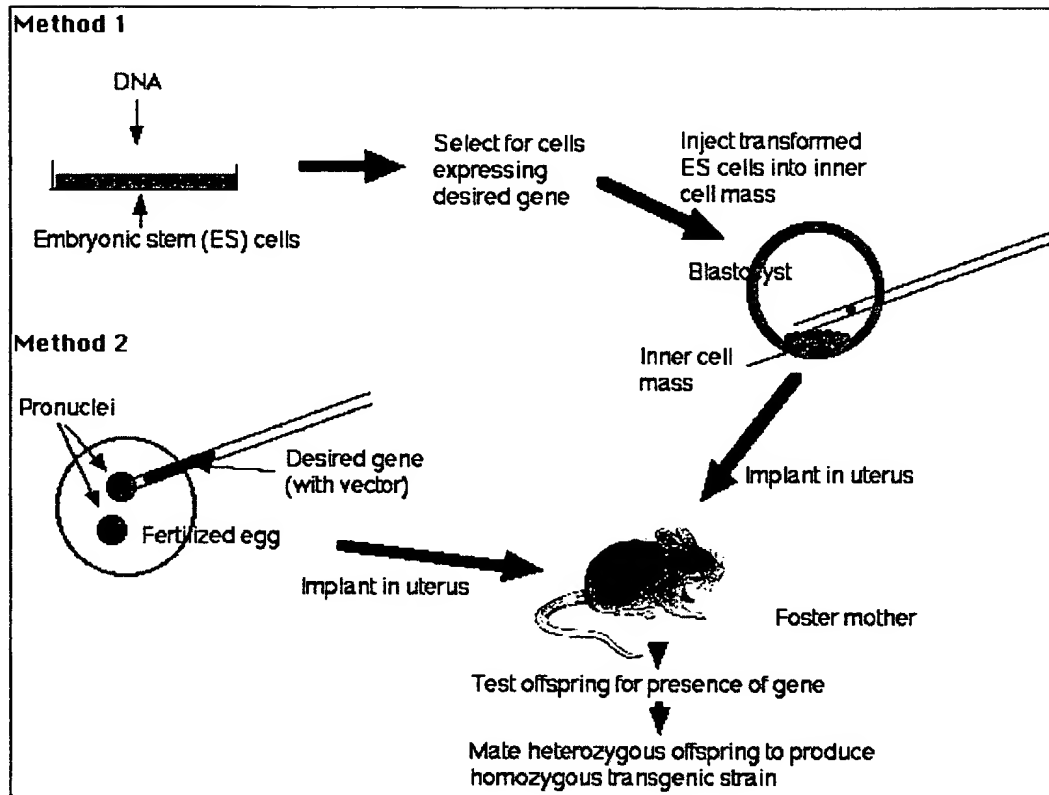 Method 1
DNA
Embryonic stem (ES) cells
Select for cells
expressing
desired gene
Inject transformed
ES cells into inner
cell mass
Blastocyst
Inner cell
mass
Implant in uterus
Method 2
Pronuclei
Desired gene
(with vector)
Fertilized egg
Implant in uterus
Foster mother
Test offspring for presence of gene
Mate heterozygous offspring to produce
homozygous transgenic strain